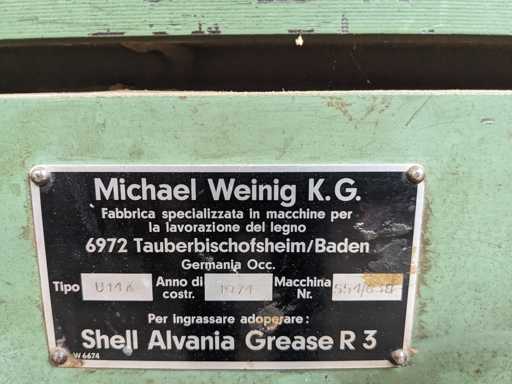 Michael Weinig K.G.
Fabbrica specializzata in macchine per
la lavorazione del legno
6972 Tauberbischofsheim/Baden
Germania Occ.
Tipo Anno di Macchina
costr. Nr.
Per ingrassare adoperare:
Shell Alvania Grease R 3
W 6674